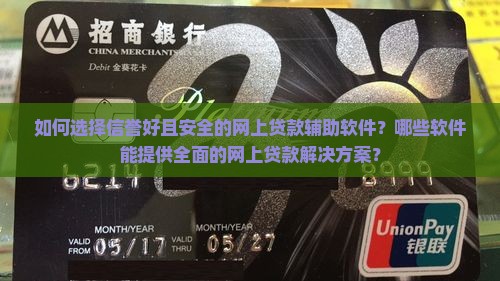 招商銀行
CHINA MERCHANTS BANK
Debit 金葵花卡
如何选择信誉好且安全的网上贷款辅助软件？哪些软件
能提供全面的网上贷款解决方案？
6214
8999
MONTH/YEAR MONTH/YEAR
VALID FROM 05/17 VALID THRU 05/27
UnionPay
银联